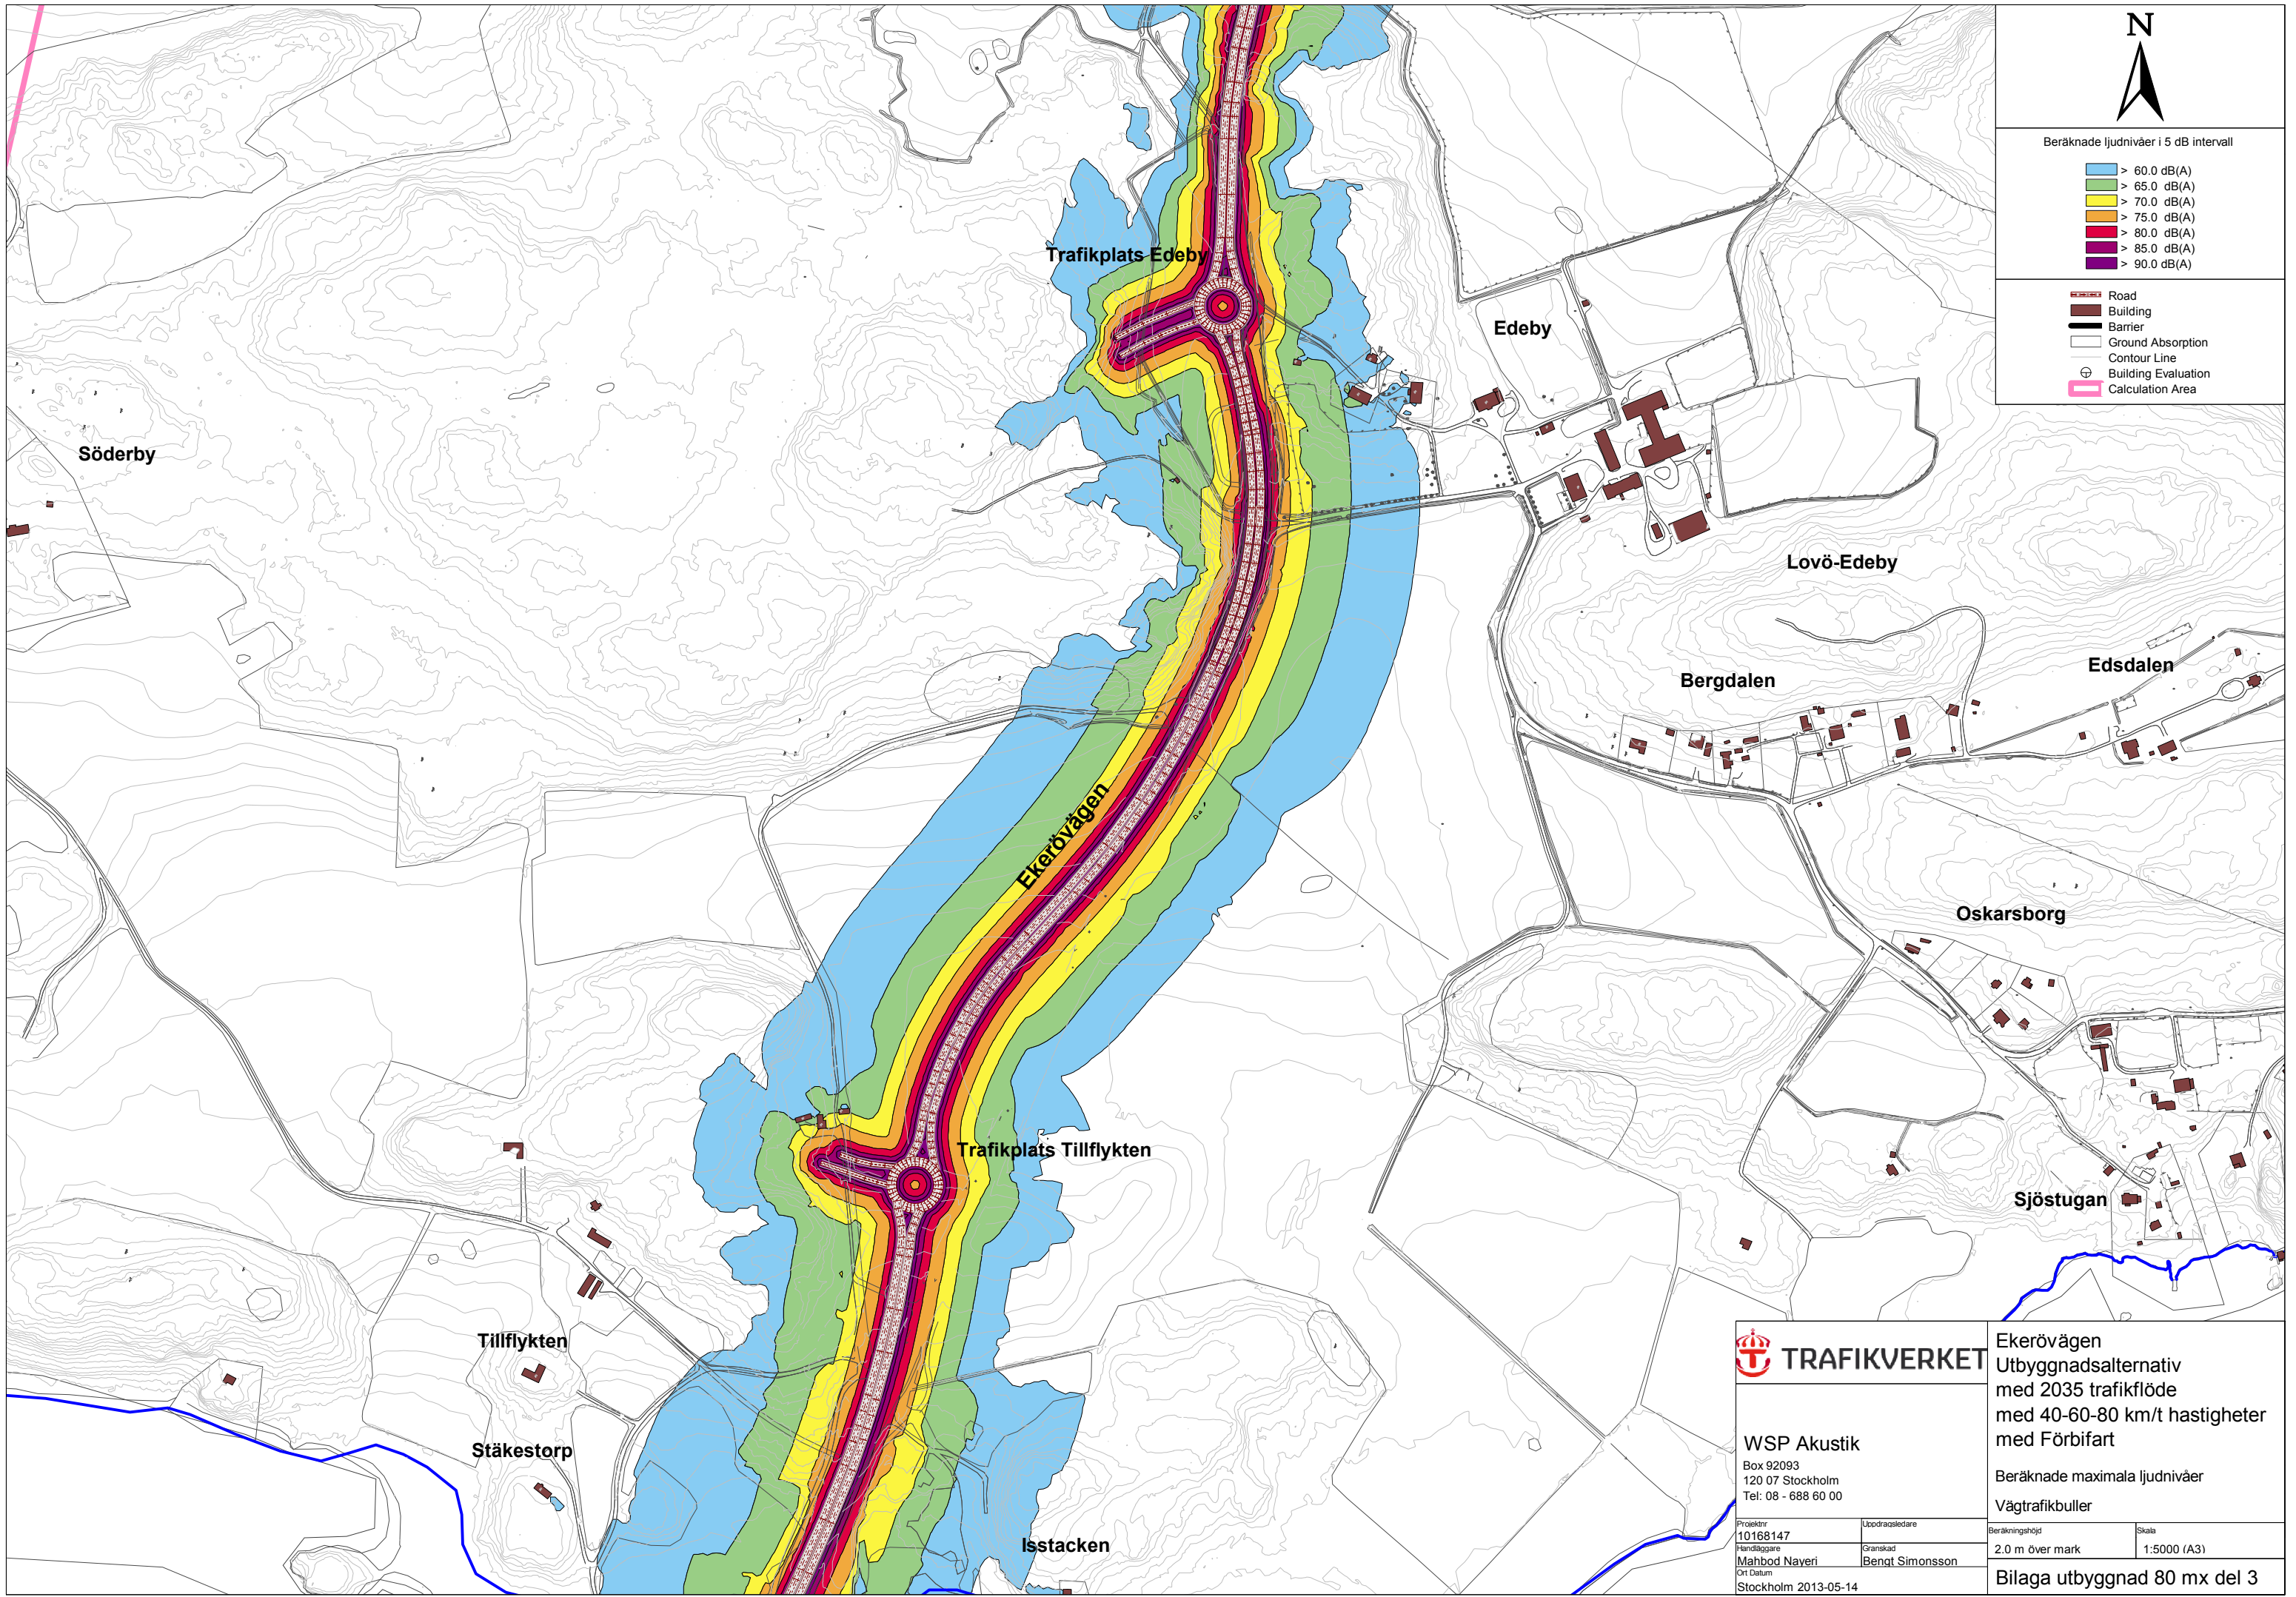 N
Beräknade ljudnivåer i 5 dB intervall
> 60.0 dB(A)
> 65.0 dB(A)
> 70.0 dB(A)
> 75.0 dB(A)
> 80.0 dB(A)
> 85.0 dB(A)
> 90.0 dB(A)
Road
Building
Barrier
Ground Absorption
Contour Line
Building Evaluation
Calculation Area
Trafikplats Edeby
Edeby
Söderby
Lovö-Edeby
Edsdalen
Bergdalen
Ekerövägen
Oskarsborg
Trafikplats Tillflykten
Sjöstugan
Tillflykten
Stäkestorp
Isstacken
TRAFIKVERKET
WSP Akustik
Box 92093
120 07 Stockholm
Tel: 08 - 688 60 00
Projektnr
10168147
Uppdragsledare
Handläggare
Mahbod Nayeri
Granskad
Bengt Simonsson
Ort Datum
Stockholm 2013-05-14
Ekerövägen
Utbyggnadsalternativ
med 2035 trafikflöde
med 40-60-80 km/t hastigheter
med Förbifart
Beräknade maximala ljudnivåer
Vägtrafikbuller
Beräkningshöjd
2.0 m över mark
Skala
1:5000 (A3)
Bilaga utbyggnad 80 mx del 3